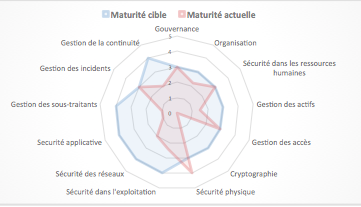 Maturité cible Maturité actuelle
Gouvernance
Gestion de la continuité
Organisation
Gestion des incidents
Sécurité dans les ressources
humaines
Gestion des sous-traitants
Gestion des actifs
Securité applicative
Gestion des accès
Sécurité des réseaux
Cryptographie
Sécurité dans l'exploitation
Sécurité physique
5
4
3
2
1
0